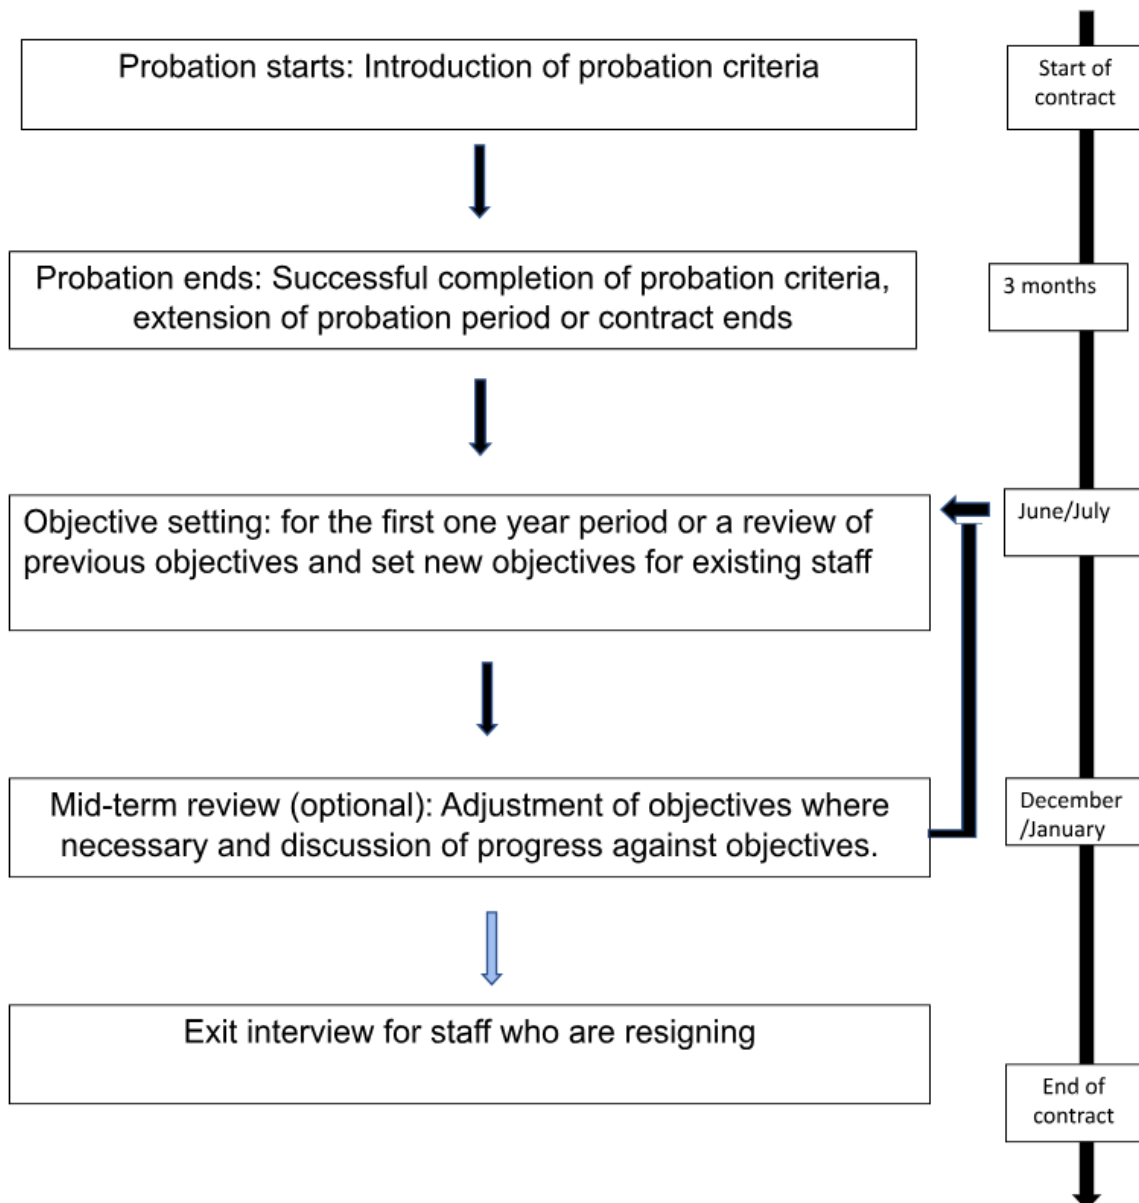 Probation starts: Introduction of probation criteria
Start of
contract
Probation ends: Successful completion of probation criteria,
extension of probation period or contract ends
3 months
Objective setting: for the first one year period or a review of
previous objectives and set new objectives for existing staff
June/July
Mid-term review (optional): Adjustment of objectives where
necessary and discussion of progress against objectives.
December
/January
Exit interview for staff who are resigning
End of
contract